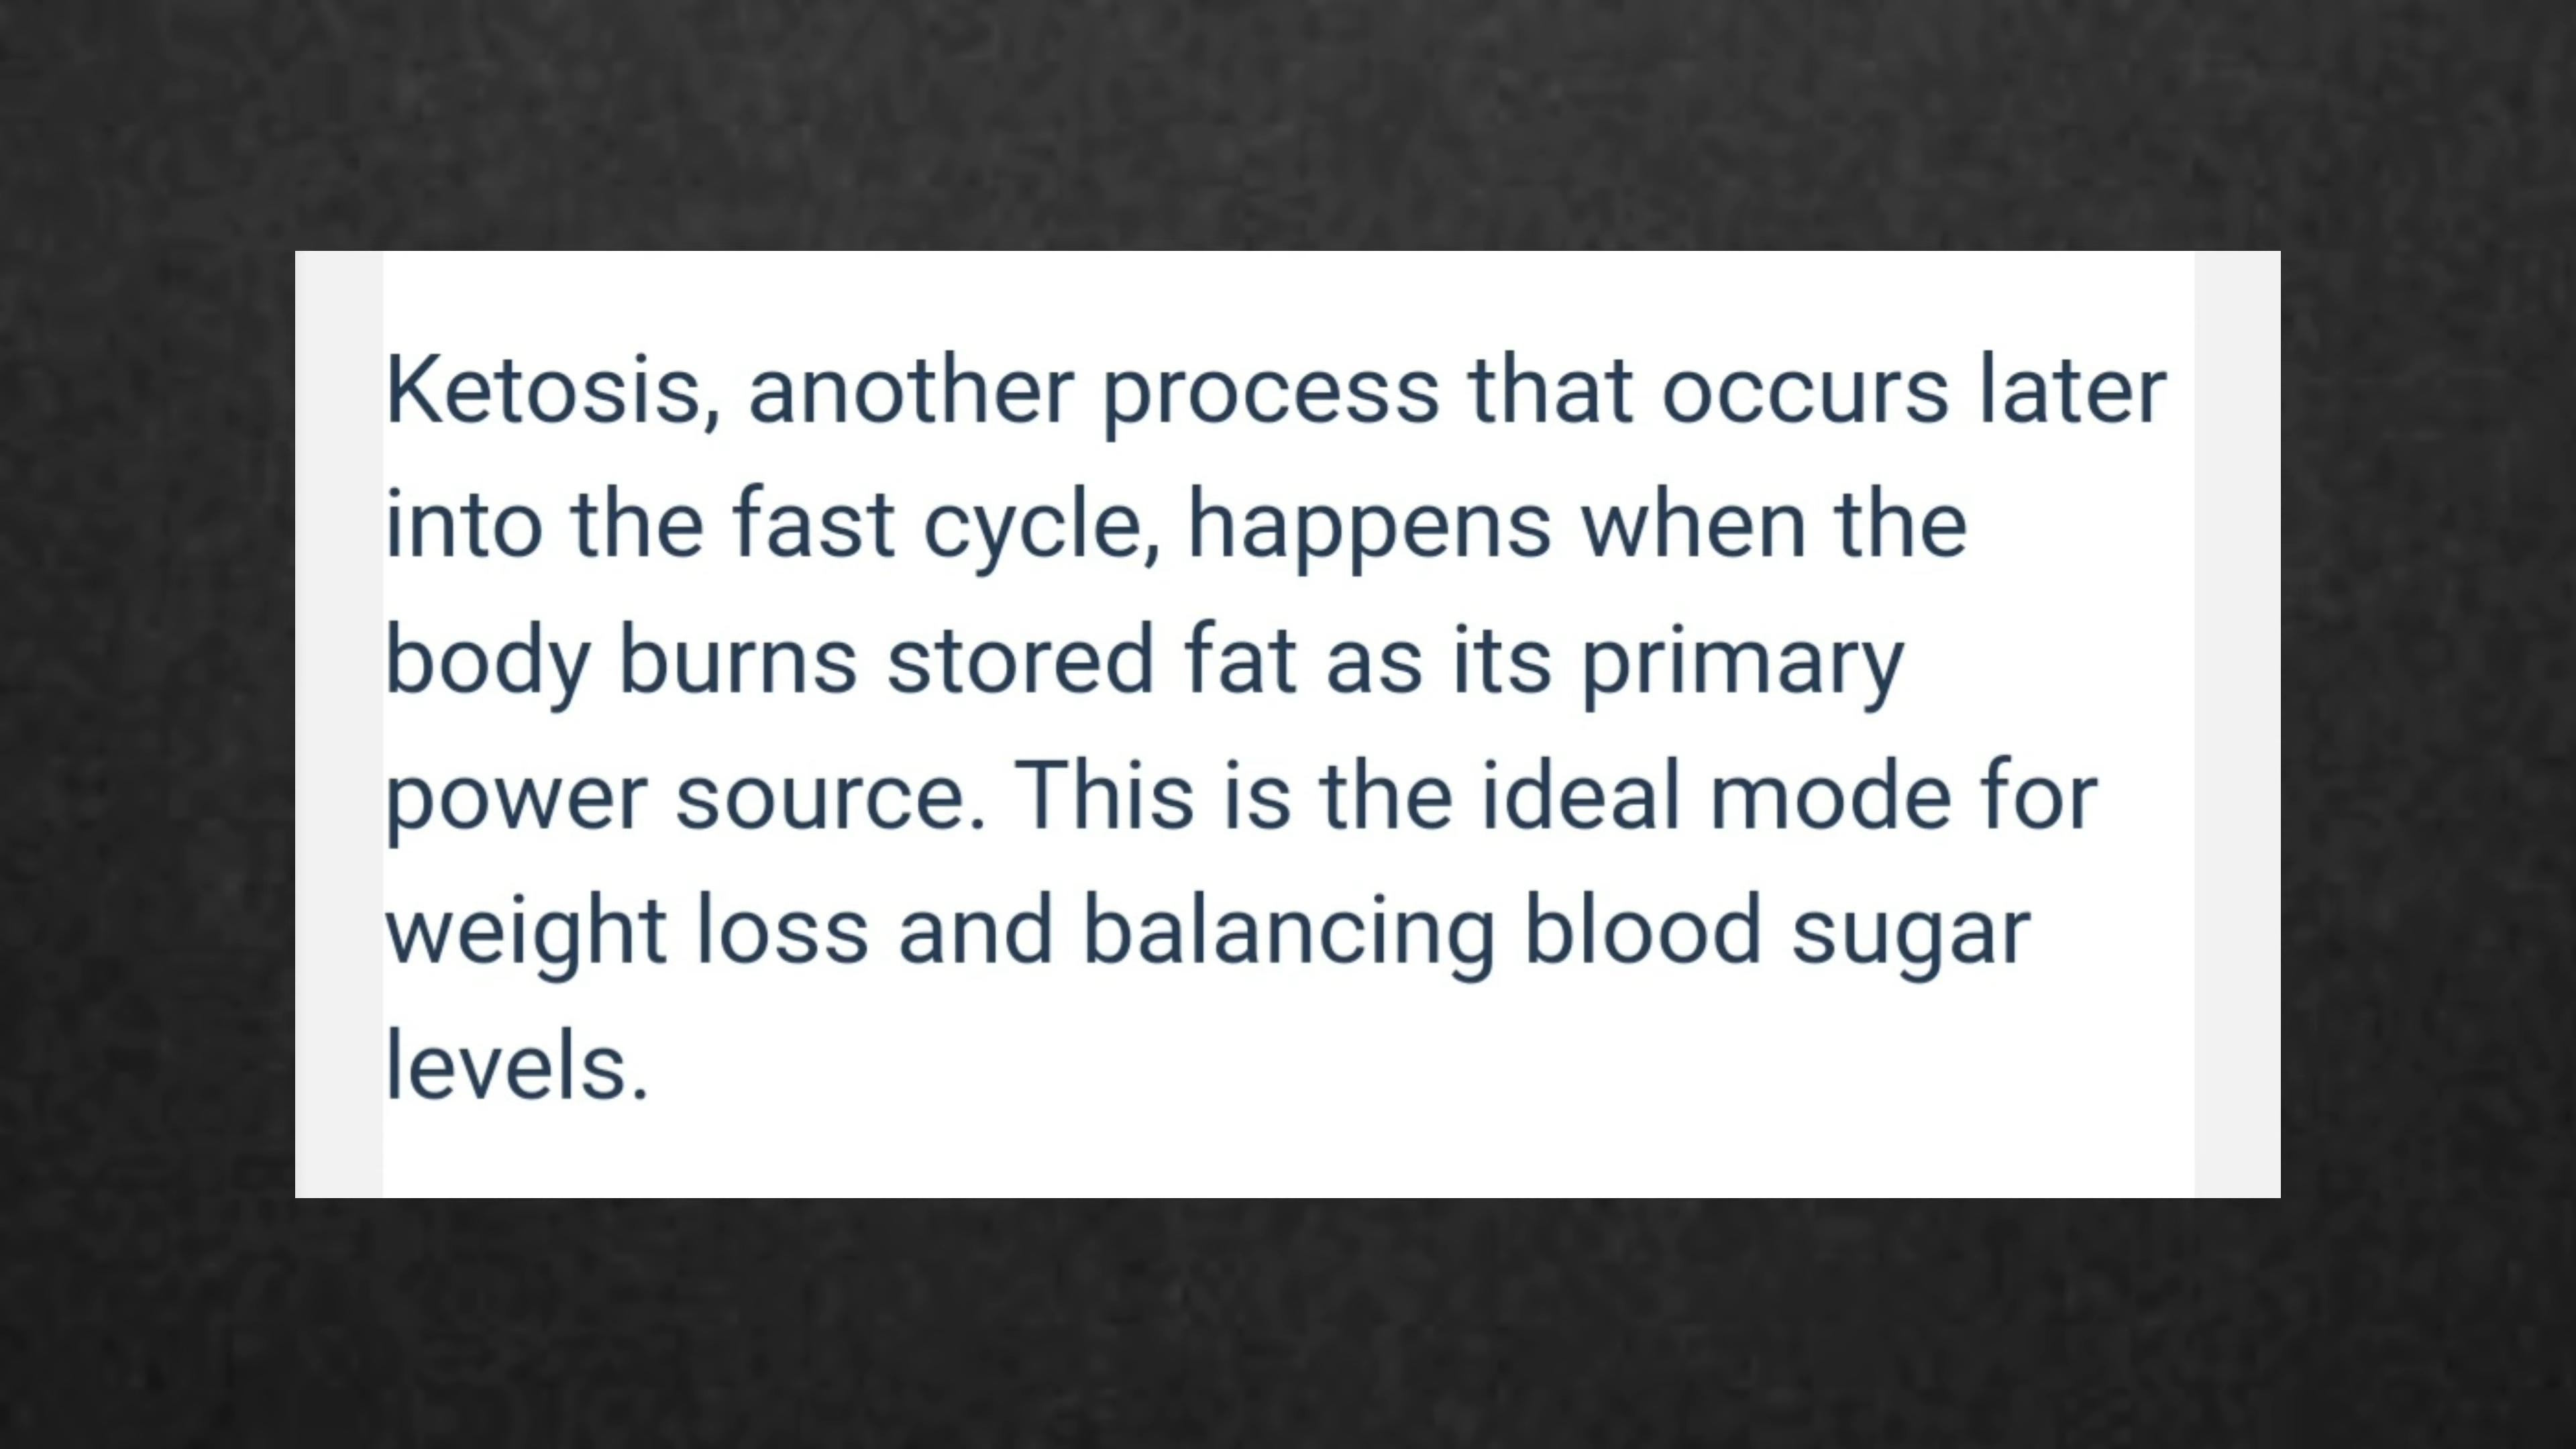 Ketosis, another process that occurs later
into the fast cycle, happens when the
body burns stored fat as its primary
power source. This is the ideal mode for
weight loss and balancing blood sugar
levels.